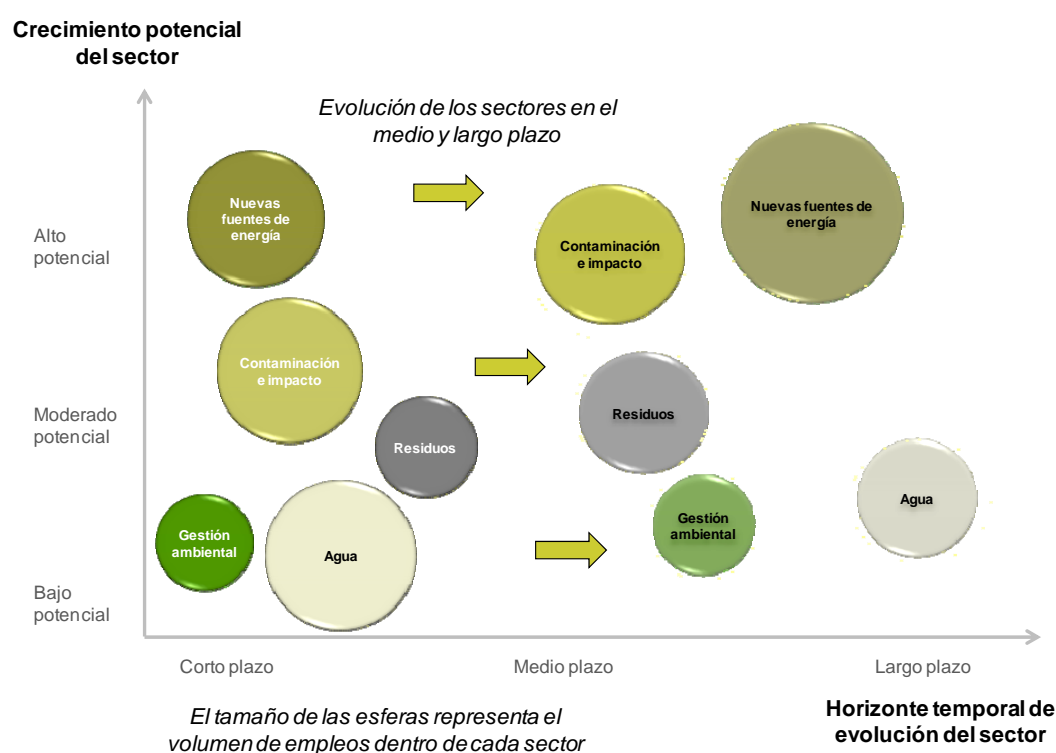 Crecimiento potencial
del sector
Evolución de los sectores en el
medio y largo plazo
Nuevas
fuentes de
energía
Nuevas fuentes de
energía
Alto
potencial
Contaminación
e impacto
Contaminación
e impacto
Moderado
potencial
Residuos
Residuos
Gestión
ambiental
Agua
Gestión
ambiental
Agua
Bajo
potencial
Corto plazo
Medio plazo
Largo plazo
El tamaño de las esferas representa el
volumen de empleos dentro de cada sector
Horizonte temporal de
evolución del sector